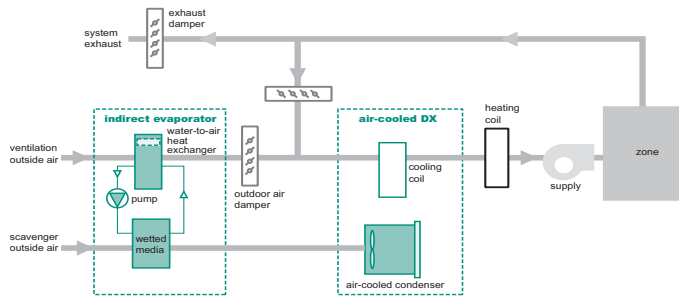 exhaust
damper
system
exhaust
heating
coil
indirect evaporator
air-cooled DX
water-to-air
heat
exchanger
zone
ventilation
outside air
cooling
coil
supply
pump
outdoor air
damper
scavenger
outside air
wetted
media
air-cooled condenser